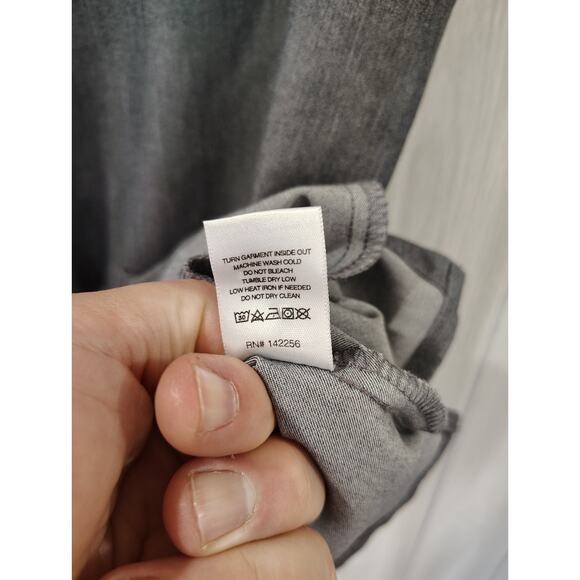 TURN GARMENT INSIDE OUT
MACHINE WASH COLD
DO NOT BLEACH
TUMBLE DRY LOW
LOW HEAT IRON IF NEEDED
DO NOT DRY CLEAN
30
RN# 142256